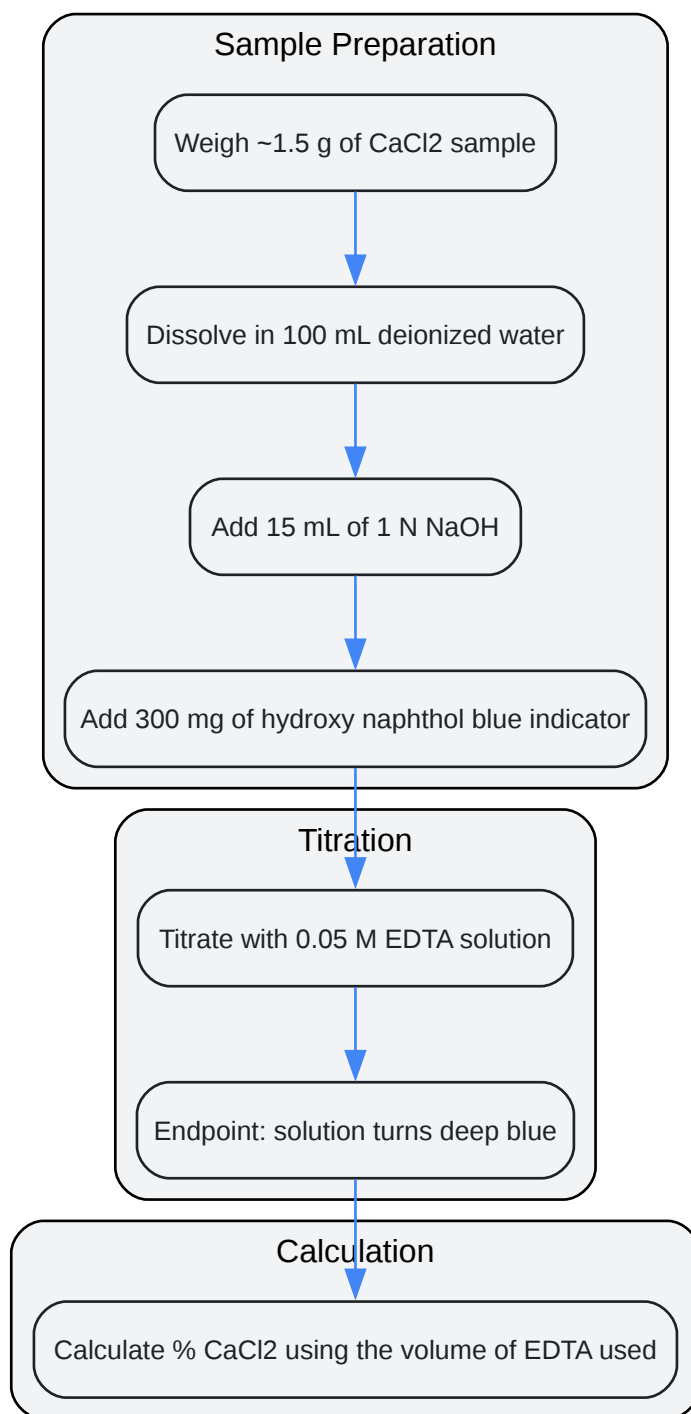 Sample Preparation
Weigh ~1.5 g of CaCl2 sample
Dissolve in 100 mL deionized water
Add 15 mL of 1 N NaOH
Add 300 mg of hydroxy naphthol blue indicator
Titration
Titrate with 0.05 M EDTA solution
Endpoint: solution turns deep blue
Calculation
Calculate % CaCl2 using the volume of EDTA used